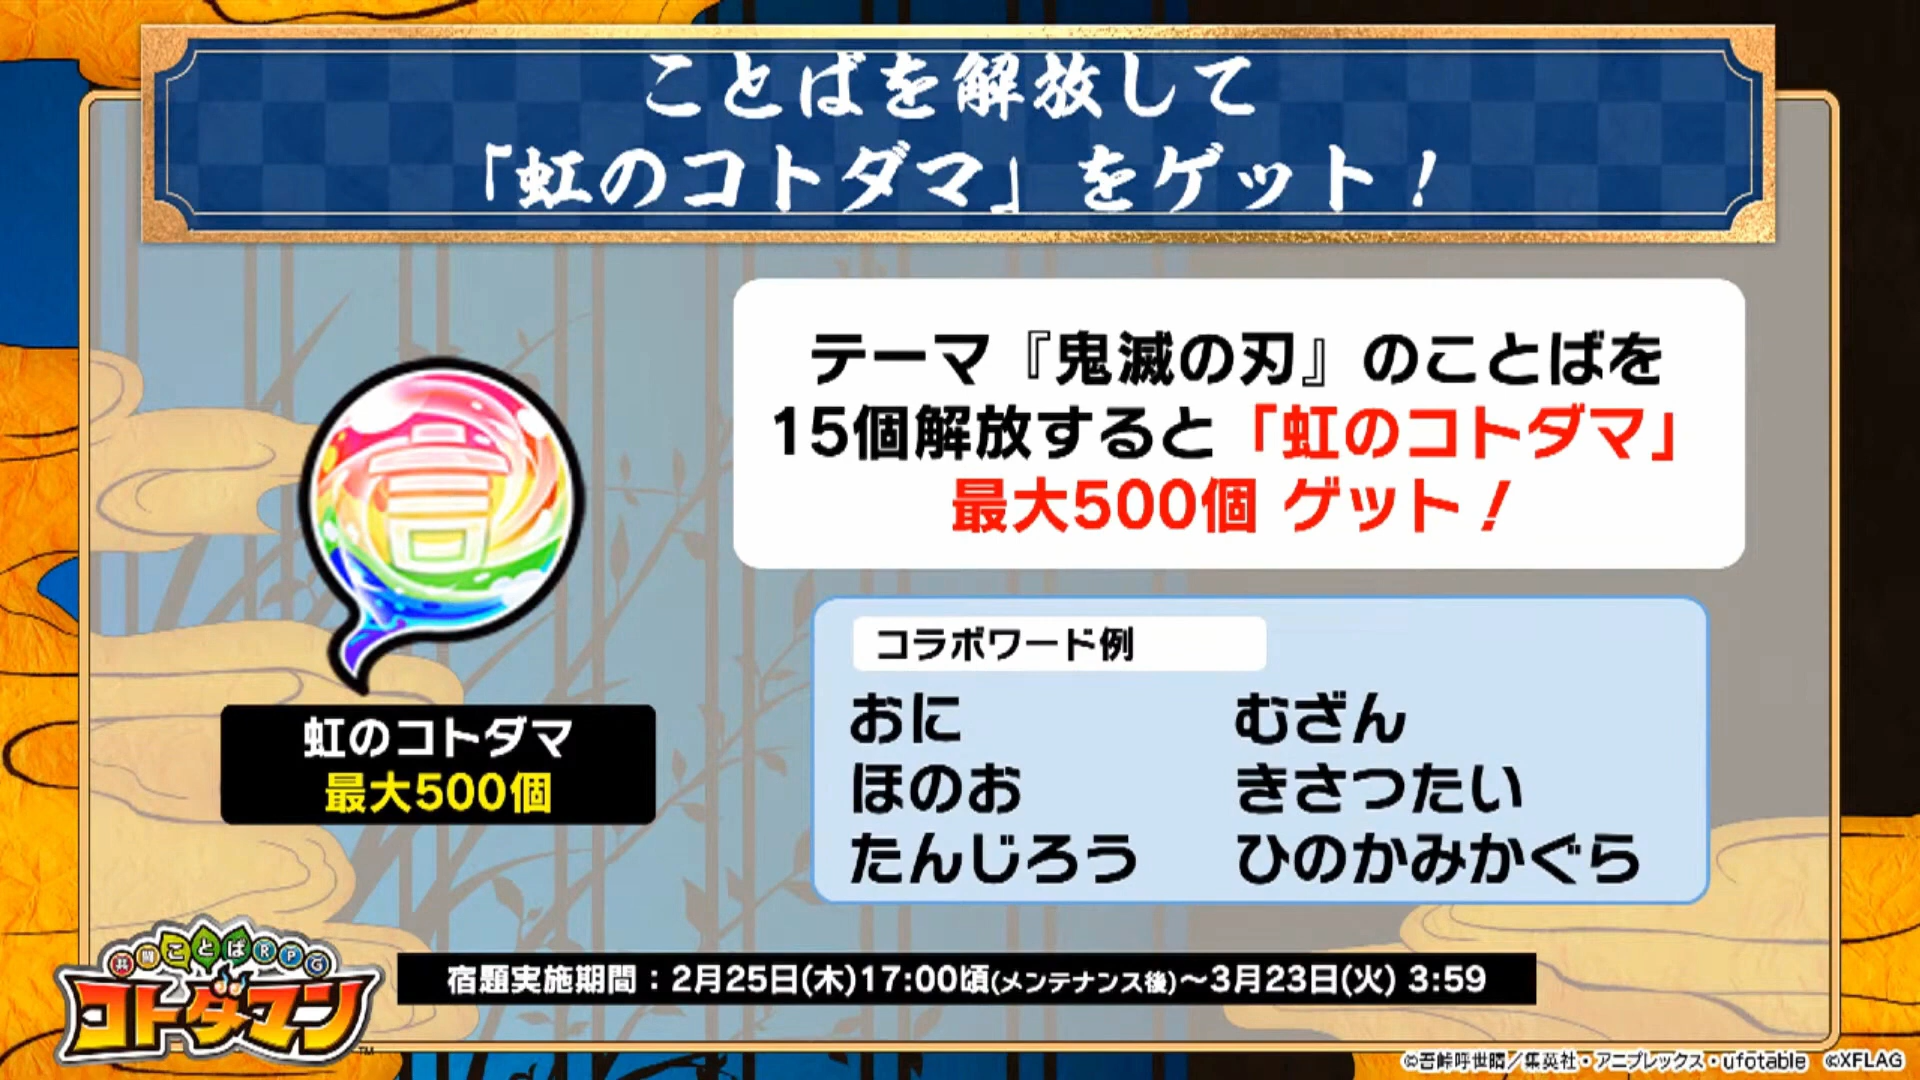 ことばを解放して
「虹のコトダマ」をゲット！
テーマ『鬼滅の刃』のことばを
15個解放すると「虹のコトダマ」
最大500個 ゲット！
虹のコトダマ
最大500個
コラボワード例
おに
むざん
ほのお
きさつたい
たんじろう
ひのかみかぐら
共闘ことばRPG
コトダマン
TM
宿題実施期間：2月25日(木)17:00頃(メンテナンス後)～3月23日(火) 3:59
©吾峠呼世晴／集英社・アニプレックス・ufotable ©XFLAG